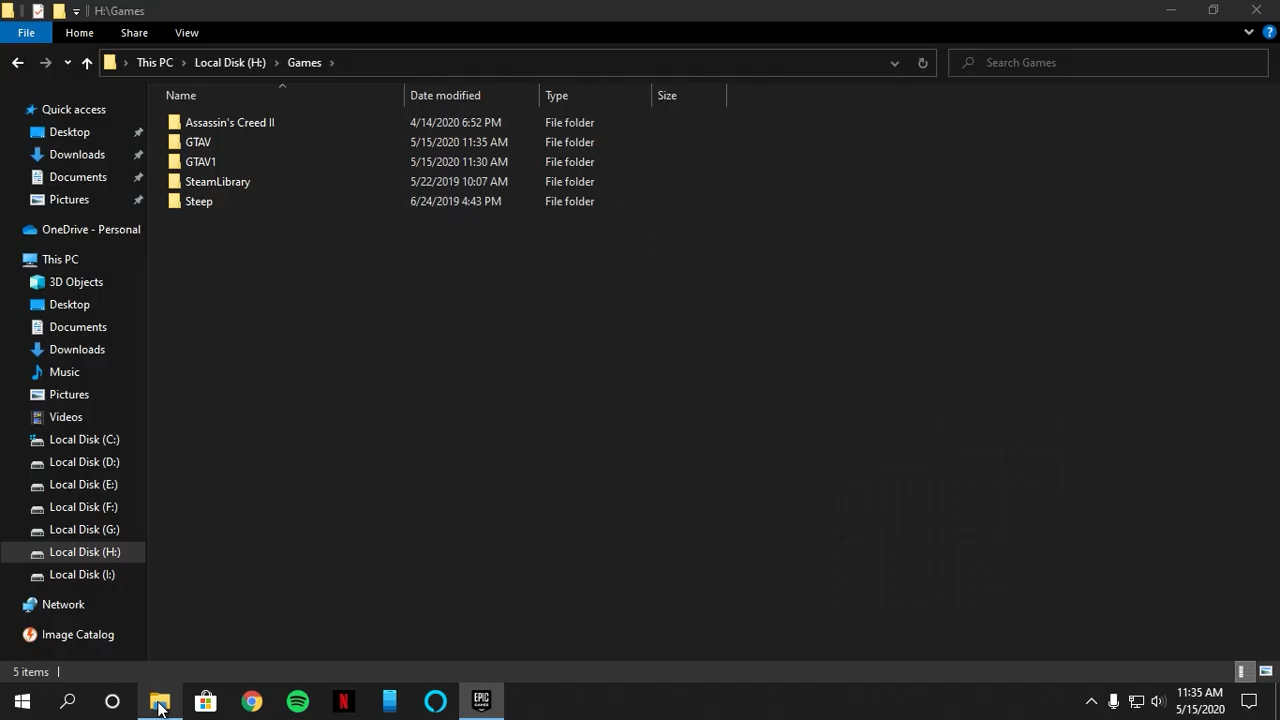 H:\Games
File Home Share View
This PC Local Disk (H:) Games Search Games
Name Date modified Type Size
Assassin's Creed II 4/14/2020 6:52 PM File folder
GTAV 5/15/2020 11:35 AM File folder
GTAV1 5/15/2020 11:30 AM File folder
SteamLibrary 5/22/2019 10:07 AM File folder
Steep 6/24/2019 4:43 PM File folder
Quick access
Desktop
Downloads
Documents
Pictures
OneDrive - Personal
This PC
3D Objects
Desktop
Documents
Downloads
Music
Pictures
Videos
Local Disk (C:)
Local Disk (D:)
Local Disk (E:)
Local Disk (F:)
Local Disk (G:)
Local Disk (H:)
Local Disk (I:)
Network
Image Catalog
5 items
N
EPIC
GAMES
11:35 AM
5/15/2020